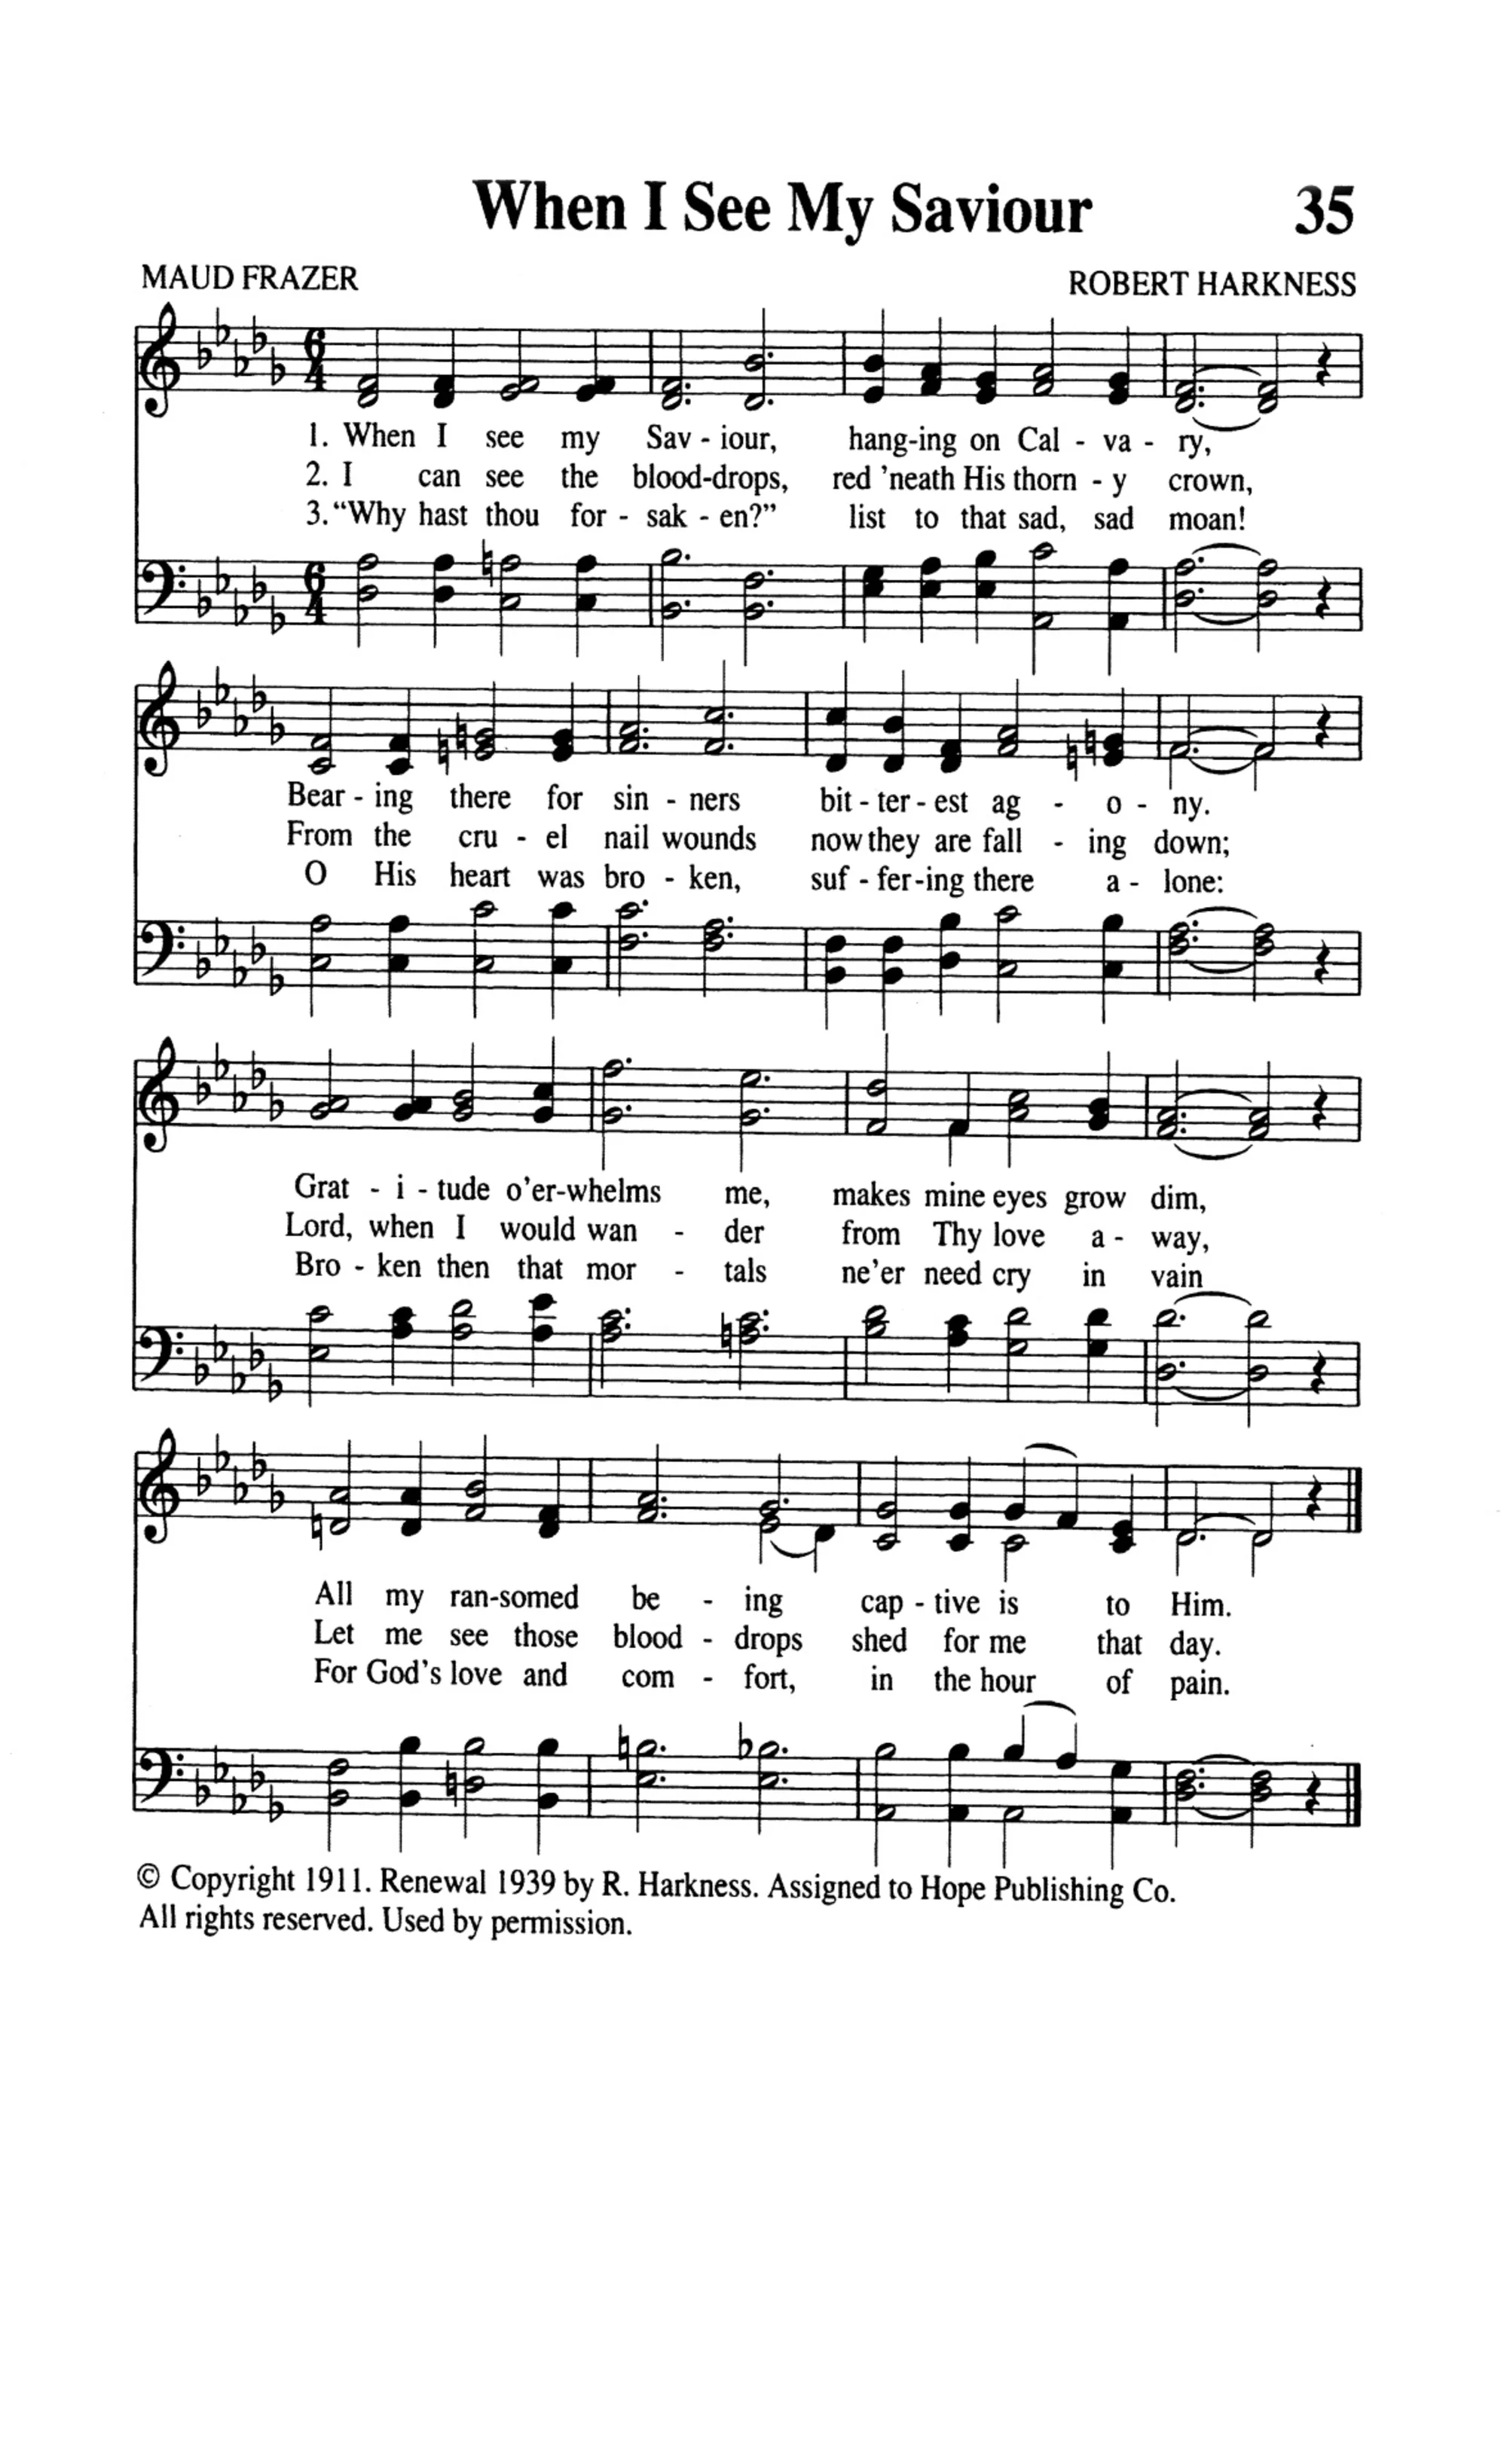 When I See My Saviour 35
MAUD FRAZER ROBERT HARKNESS
1. When I see my Sav - iour, hang-ing on Cal - va - ry,
2. I can see the blood-drops, red 'neath His thorn - y crown,
3. “Why hast thou for - sak - en?” list to that sad, sad moan!
Bear - ing there for sin - ners bit - ter - est ag - o - ny.
From the cru - el nail wounds now they are fall - ing down;
O His heart was bro - ken, suf - fer-ing there a - lone:
Grat - i - tude o'er-whelms me, makes mine eyes grow dim,
Lord, when I would wan - der from Thy love a - way,
Bro - ken then that mor - tals ne'er need cry in vain
All my ran-somed be - ing cap - tive is to Him.
Let me see those blood - drops shed for me that day.
For God's love and com - fort, in the hour of pain.
© Copyright 1911. Renewal 1939 by R. Harkness. Assigned to Hope Publishing Co.
All rights reserved. Used by permission.